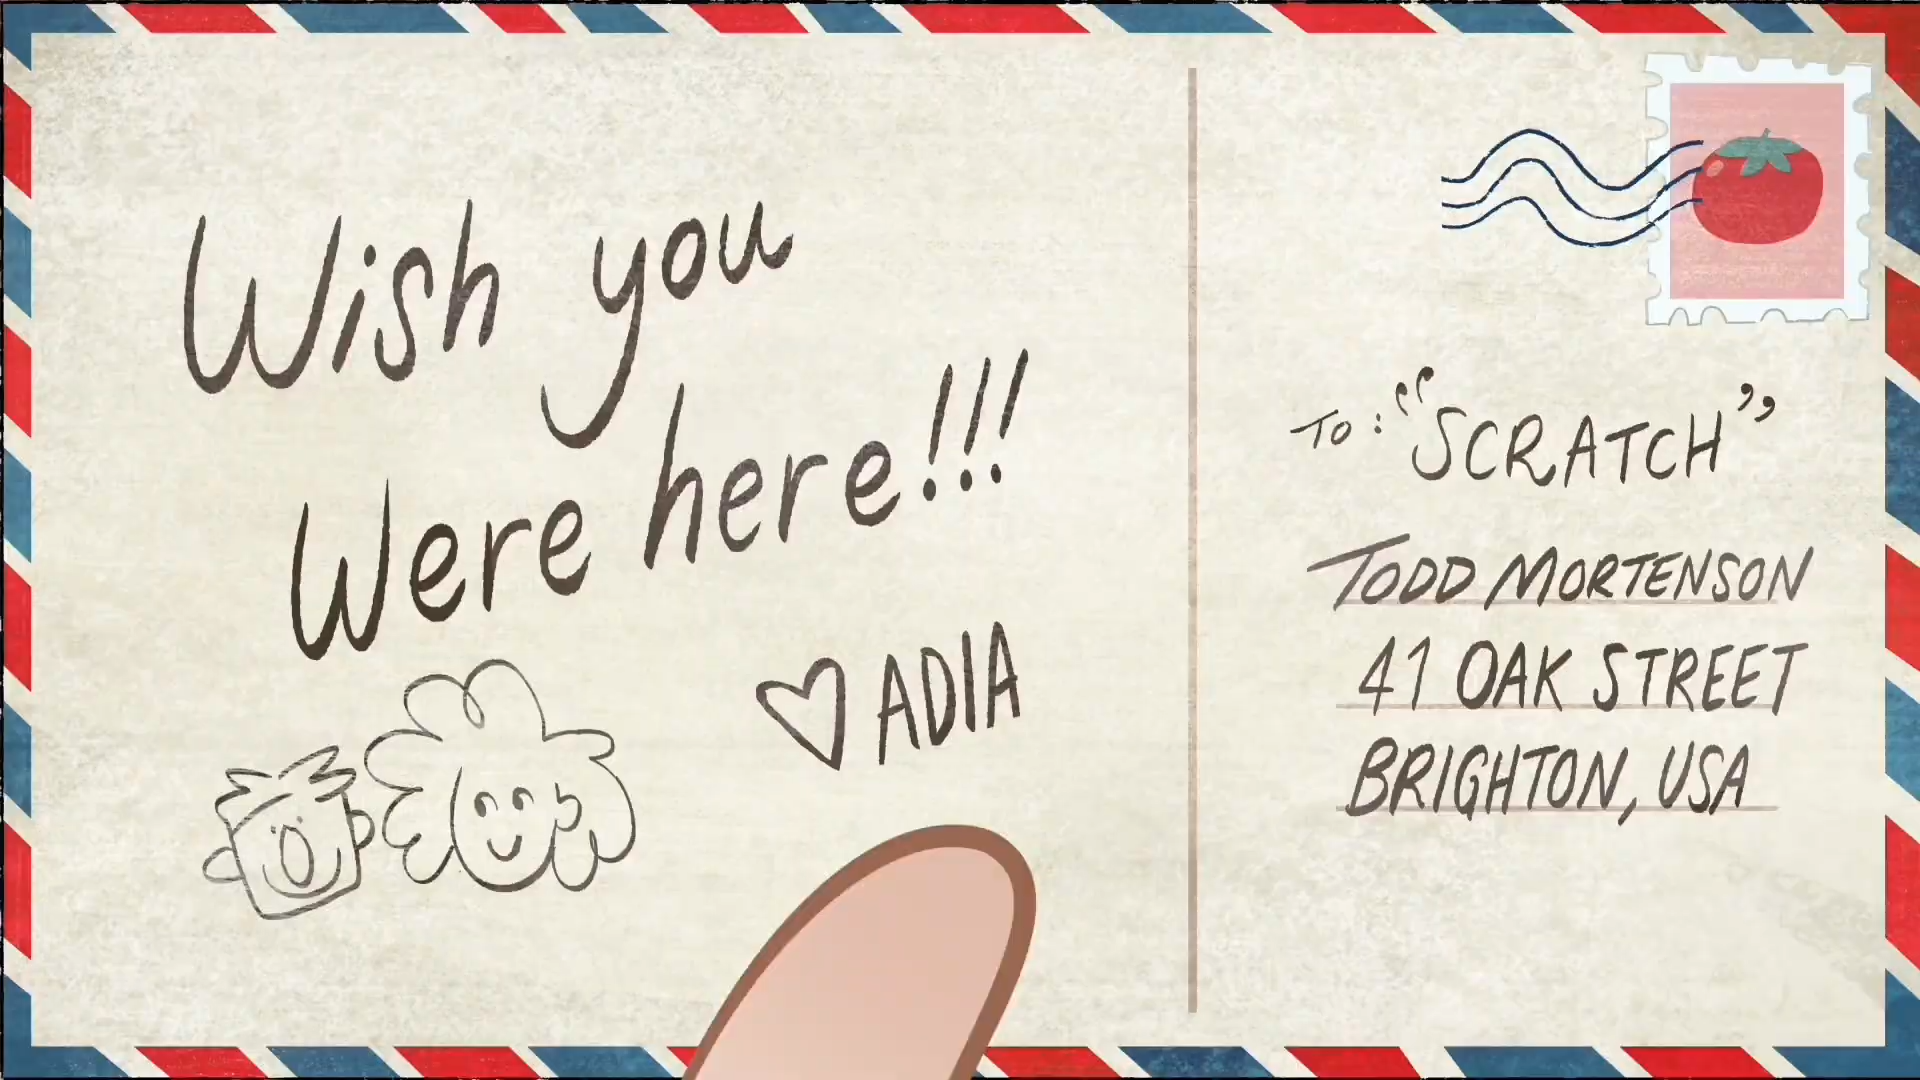 Wish you
Were here!!!
♡ ADIA
TO: "SCRATCH"
TODD MORTENSON
41 OAK STREET
BRIGHTON, USA